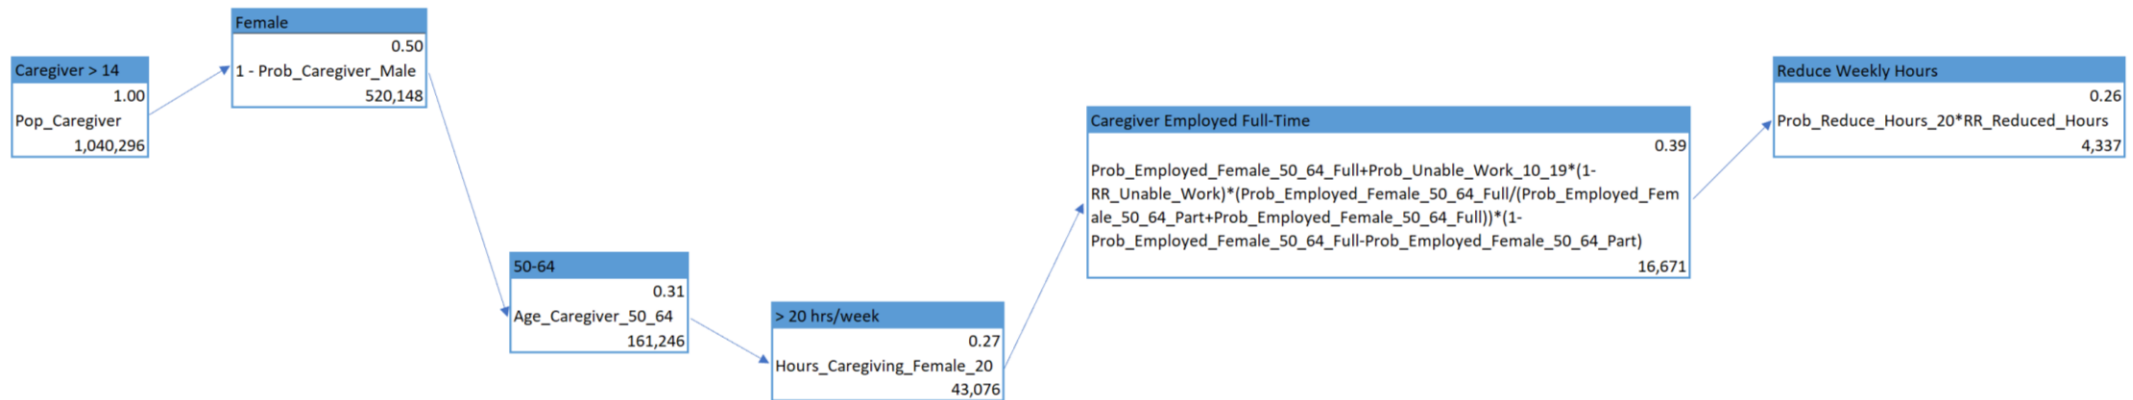 Caregiver > 14
1.00
Pop_Caregiver
1,040,296
Female
0.50
1 - Prob_Caregiver_Male
520,148
50-64
0.31
Age_Caregiver_50_64
161,246
> 20 hrs/week
0.27
Hours_Caregiving_Female_20
43,076
Caregiver Employed Full-Time
0.39
Prob_Employed_Female_50_64_Full+Prob_Unable_Work_10_19*(1-
RR_Unable_Work)*(Prob_Employed_Female_50_64_Full/(Prob_Employed_Fem
ale_50_64_Part+Prob_Employed_Female_50_64_Full))*(1-
Prob_Employed_Female_50_64_Full-Prob_Employed_Female_50_64_Part)
16,671
Reduce Weekly Hours
0.26
Prob_Reduce_Hours_20*RR_Reduced_Hours
4,337